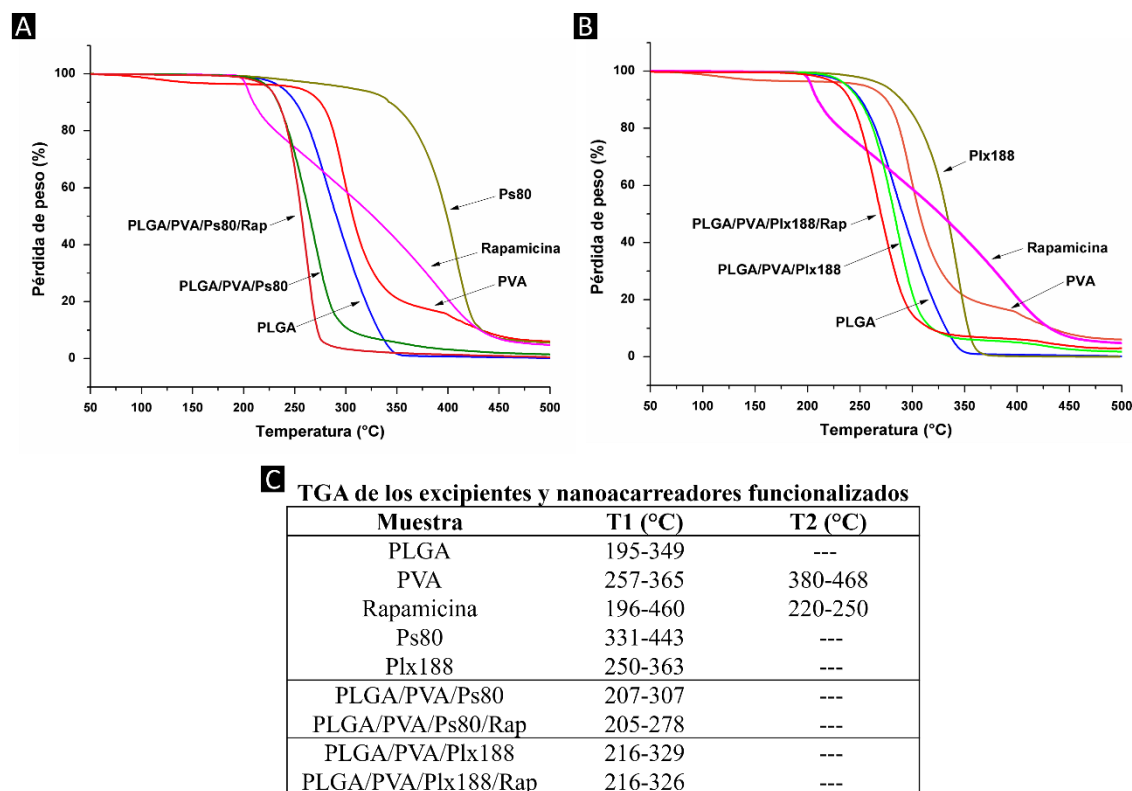 A
Pérdida de peso (%)
100
80
60
40
20
0
50 100 150 200 250 300 350 400 450 500
Temperatura (°C)
Ps80
PLGA/PVA/Ps80/Rap
Rapamicina
PLGA/PVA/Ps80
PVA
PLGA
B
Pérdida de peso (%)
100
80
60
40
20
0
50 100 150 200 250 300 350 400 450 500
Temperatura (°C)
Plx188
PLGA/PVA/Plx188/Rap
Rapamicina
PLGA/PVA/Plx188
PVA
PLGA
C
TGA de los excipientes y nanoacarreadores funcionalizados
Muestra T1 (°C) T2 (°C)
PLGA 195-349 ---
PVA 257-365 380-468
Rapamicina 196-460 220-250
Ps80 331-443 ---
Plx188 250-363 ---
PLGA/PVA/Ps80 207-307 ---
PLGA/PVA/Ps80/Rap 205-278 ---
PLGA/PVA/Plx188 216-329 ---
PLGA/PVA/Plx188/Rap 216-326 ---